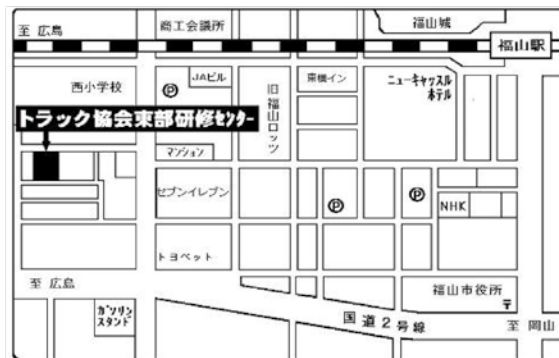 至 広島
商工会議所
福山城
福山駅
西小学校
Ⓟ
JAビル
旧福山ロッツ
東横イン
ニューキャッスル
ホテル
トラック協会東部研修センター
マンション
セブンイレブン
Ⓟ
Ⓟ
NHK
トヨペット
至 広島
ガソリン
スタンド
福山市役所
〒
国道2号線
至 岡山